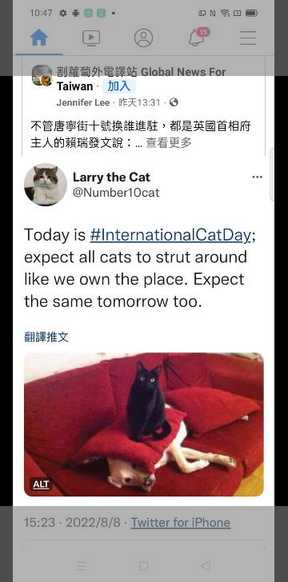 10:47
15
割蘿蔔外電譯站 Global News For
Taiwan · 加入
Jennifer Lee · 昨天13:31 ·
不管唐寧街十號換誰進駐，都是英國首相府
主人的賴瑞發文說：... 查看更多
Larry the Cat
@Number10cat
Today is #InternationalCatDay;
expect all cats to strut around
like we own the place. Expect
the same tomorrow too.
翻譯推文
ALT
15:23 · 2022/8/8 · Twitter for iPhone